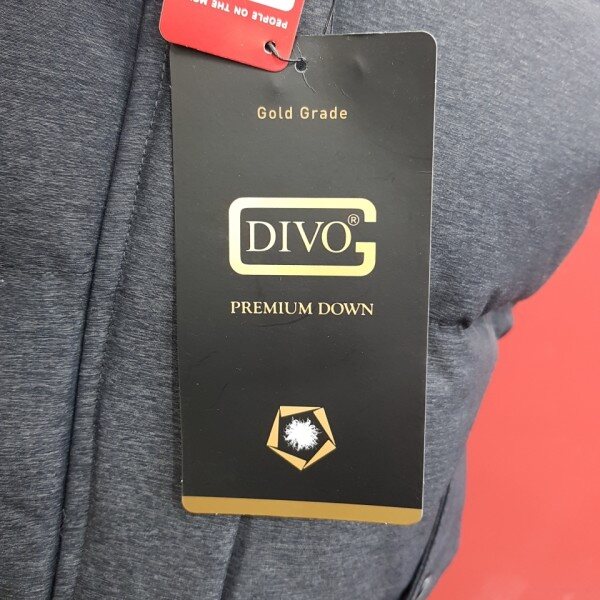 PEOPLE ON THE
Gold Grade
DIVO® G
PREMIUM DOWN